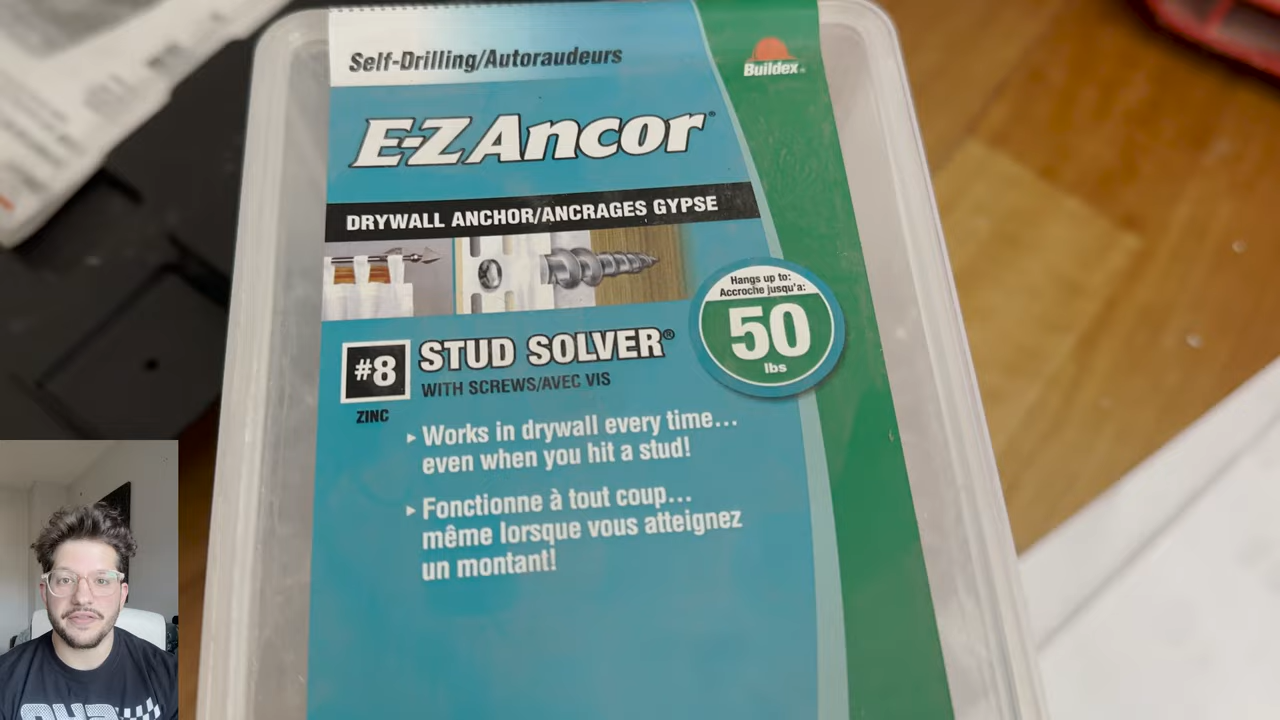 Self-Drilling/Autoraudeurs
Buildex®
E-Z Ancor®
DRYWALL ANCHOR/ANCRAGES GYPSE
Hangs up to:
Accroche jusqu'a:
50
lbs
#8
ZINC
STUD SOLVER®
WITH SCREWS/AVEC VIS
▸ Works in drywall every time...
even when you hit a stud!
▸ Fonctionne à tout coup...
même lorsque vous atteignez
un montant!